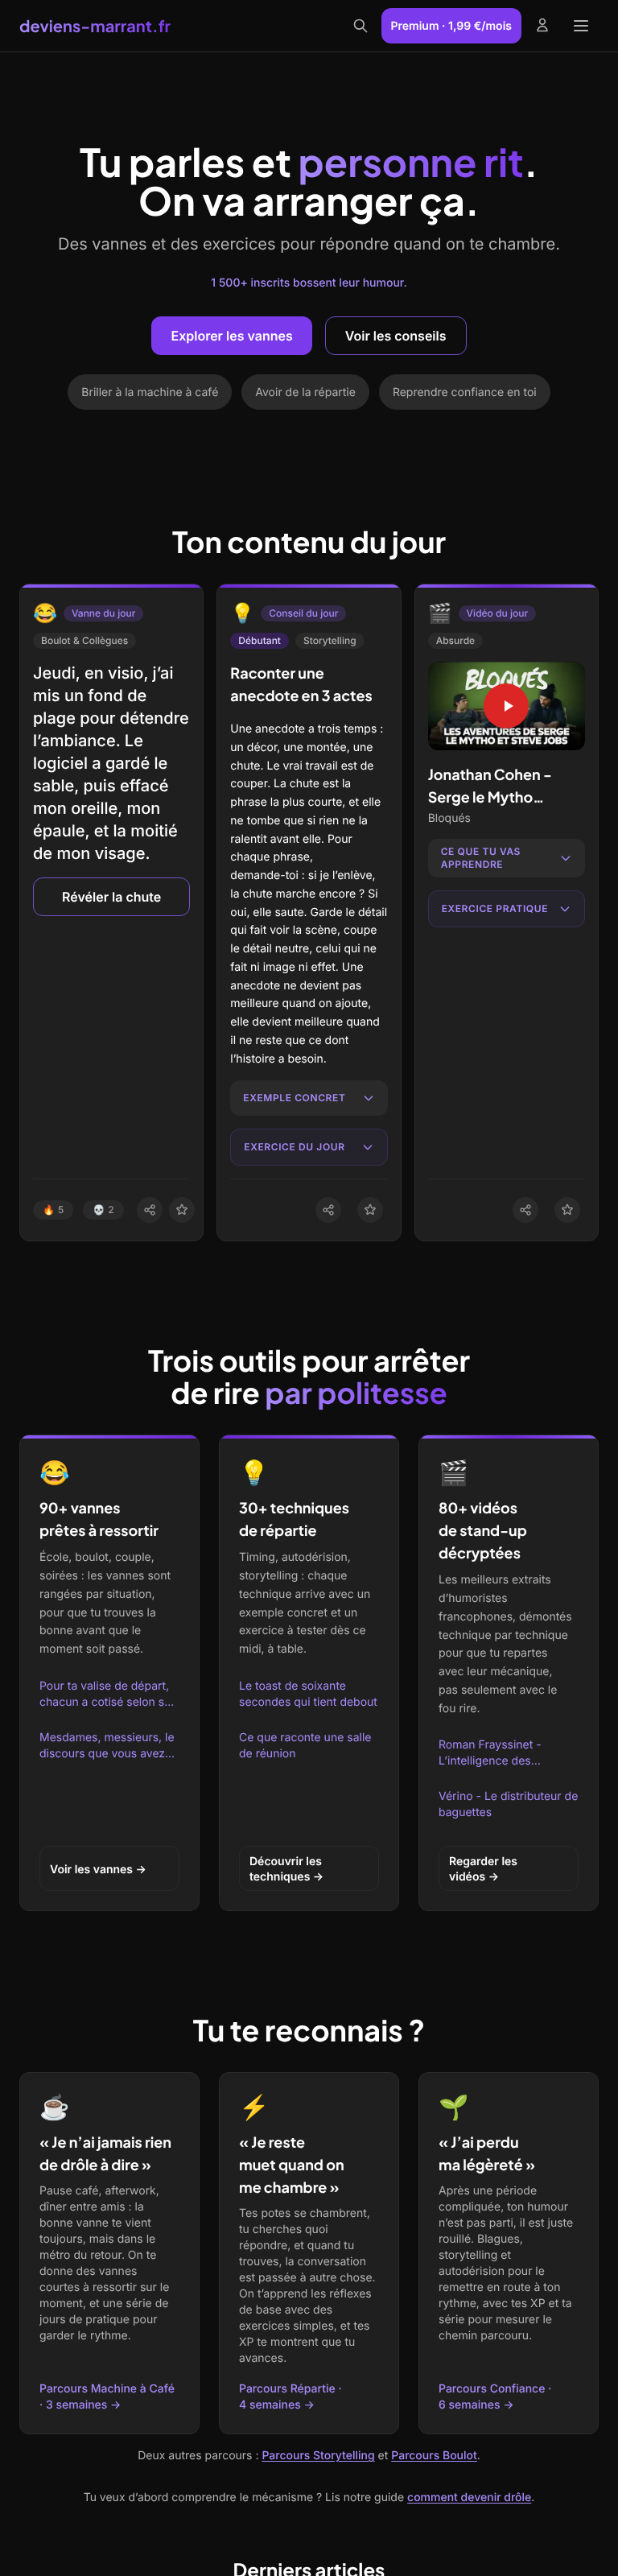 deviens-marrant.fr
Premium · 1,99 €/mois
Tu parles et personne rit.
On va arranger ça.
Des vannes et des exercices pour répondre quand on te chambre.
1 500+ inscrits bossent leur humour.
Explorer les vannes
Voir les conseils
Briller à la machine à café
Avoir de la répartie
Reprendre confiance en toi
Ton contenu du jour
Vanne du jour
Boulot & Collègues
Jeudi, en visio, j’ai
mis un fond de
plage pour détendre
l’ambiance. Le
logiciel a gardé le
sable, puis effacé
mon oreille, mon
épaule, et la moitié
de mon visage.
Révéler la chute
5
2
Conseil du jour
Débutant
Storytelling
Raconter une
anecdote en 3 actes
Une anecdote a trois temps :
un décor, une montée, une
chute. Le vrai travail est de
couper. La chute est la
phrase la plus courte, et elle
ne tombe que si rien ne la
ralentit avant elle. Pour
chaque phrase,
demande-toi : si je l’enlève,
la chute marche encore ? Si
oui, elle saute. Garde le détail
qui fait voir la scène, coupe
le détail neutre, celui qui ne
fait ni image ni effet. Une
anecdote ne devient pas
meilleure quand on ajoute,
elle devient meilleure quand
il ne reste que ce dont
l’histoire a besoin.
EXEMPLE CONCRET
EXERCICE DU JOUR
Vidéo du jour
Absurde
BLOQUÉS
LES AVENTURES DE SERGE
LE MYTHO ET STEVE JOBS
Jonathan Cohen -
Serge le Mytho…
Bloqués
CE QUE TU VAS
APPRENDRE
EXERCICE PRATIQUE
Trois outils pour arrêter
de rire par politesse
90+ vannes
prêtes à ressortir
École, boulot, couple,
soirées : les vannes sont
rangées par situation,
pour que tu trouves la
bonne avant que le
moment soit passé.
Pour ta valise de départ,
chacun a cotisé selon s…
Mesdames, messieurs, le
discours que vous avez…
Voir les vannes →
30+ techniques
de répartie
Timing, autodérision,
storytelling : chaque
technique arrive avec un
exemple concret et un
exercice à tester dès ce
midi, à table.
Le toast de soixante
secondes qui tient debout
Ce que raconte une salle
de réunion
Découvrir les
techniques →
80+ vidéos
de stand-up
décryptées
Les meilleurs extraits
d’humoristes
francophones, démontés
technique par technique
pour que tu repartes
avec leur mécanique,
pas seulement avec le
fou rire.
Roman Frayssinet -
L’intelligence des…
Vérino - Le distributeur de
baguettes
Regarder les
vidéos →
Tu te reconnais ?
« Je n’ai jamais rien
de drôle à dire »
Pause café, afterwork,
dîner entre amis : la
bonne vanne te vient
toujours, mais dans le
métro du retour. On te
donne des vannes
courtes à ressortir sur le
moment, et une série de
jours de pratique pour
garder le rythme.
Parcours Machine à Café
· 3 semaines →
« Je reste
muet quand on
me chambre »
Tes potes se chambrent,
tu cherches quoi
répondre, et quand tu
trouves, la conversation
est passée à autre chose.
On t’apprend les réflexes
de base avec des
exercices simples, et tes
XP te montrent que tu
avances.
Parcours Répartie ·
4 semaines →
« J’ai perdu
ma légèreté »
Après une période
compliquée, ton humour
n’est pas parti, il est juste
rouillé. Blagues,
storytelling et
autodérision pour le
remettre en route à ton
rythme, avec tes XP et ta
série pour mesurer le
chemin parcouru.
Parcours Confiance ·
6 semaines →
Deux autres parcours : Parcours Storytelling et Parcours Boulot.
Tu veux d’abord comprendre le mécanisme ? Lis notre guide comment devenir drôle.
Derniers articles